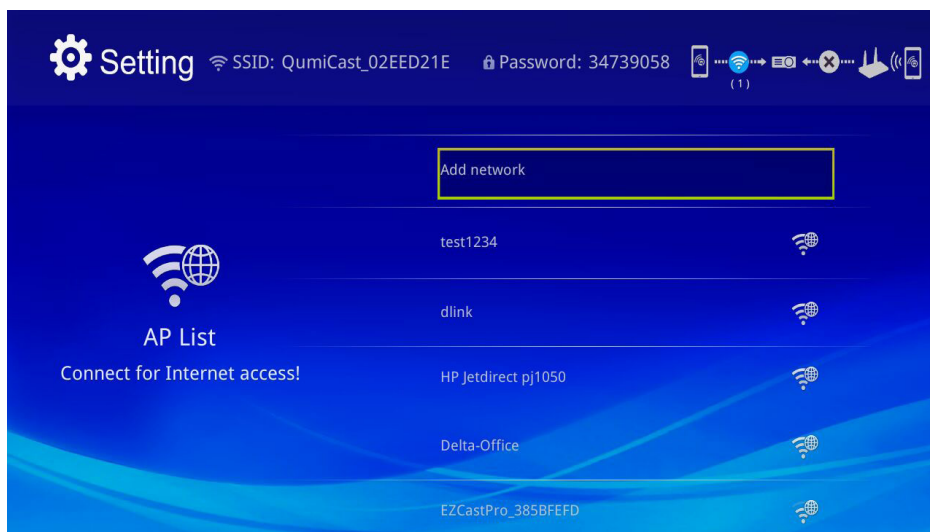 Setting SSID: QumiCast_02EED21E Password: 34739058
(1)
Add network
test1234
dlink
AP List
Connect for Internet access!
HP Jetdirect pj1050
Delta-Office
EZCastPro_385BFEFD